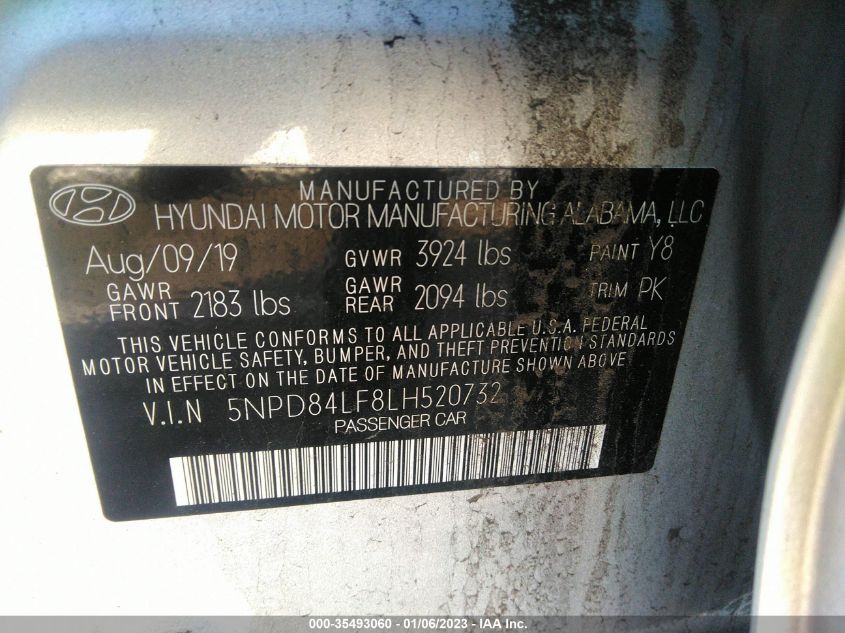 MANUFACTURED BY
HYUNDAI MOTOR MANUFACTURING ALABAMA, LLC
Aug/09/19 GVWR 3924 lbs PAINT Y8
GAWR FRONT 2183 lbs GAWR REAR 2094 lbs TRIM PK
THIS VEHICLE CONFORMS TO ALL APPLICABLE U.S.A. FEDERAL
MOTOR VEHICLE SAFETY, BUMPER, AND THEFT PREVENTION STANDARDS
IN EFFECT ON THE DATE OF MANUFACTURE SHOWN ABOVE
V.I.N 5NPD84LF8LH520732
PASSENGER CAR
000-35493060 - 01/06/2023 - IAA Inc.